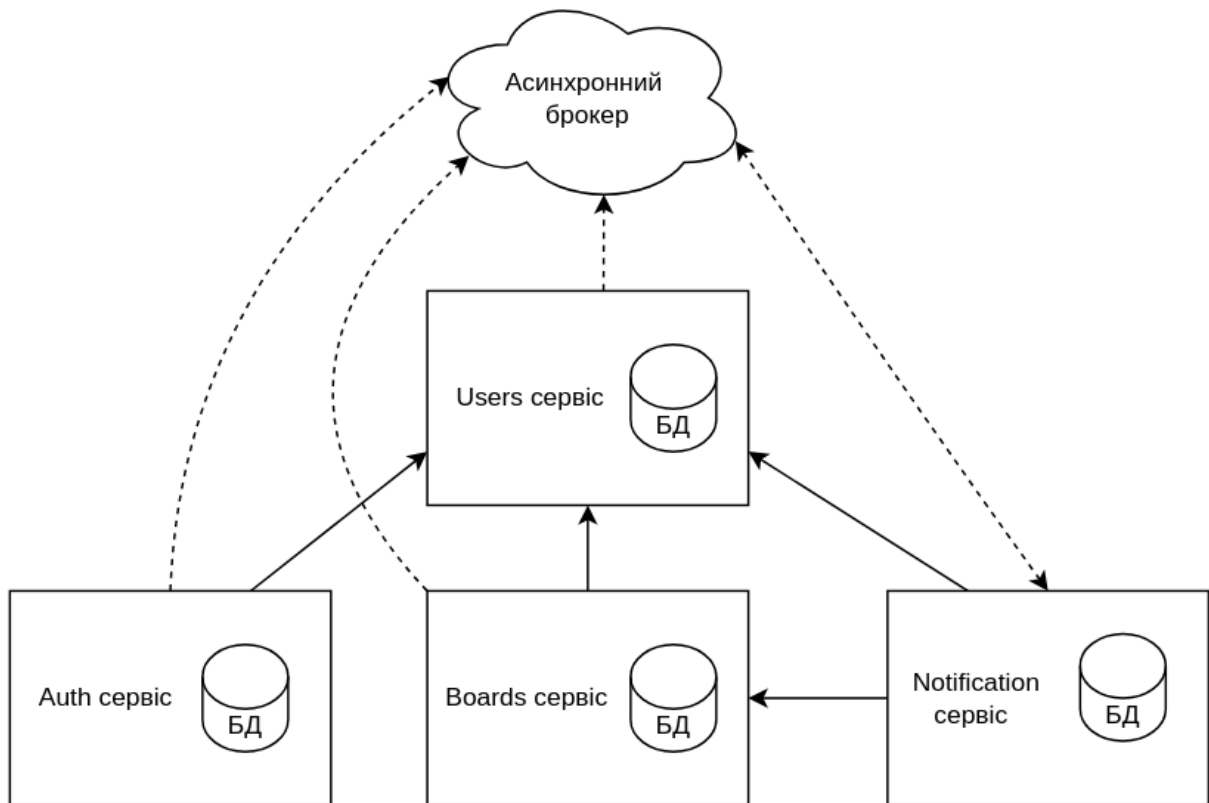 Асинхронний
брокер
Users сервіс
БД
Auth сервіс
БД
Boards сервіс
БД
Notification
сервіс
БД